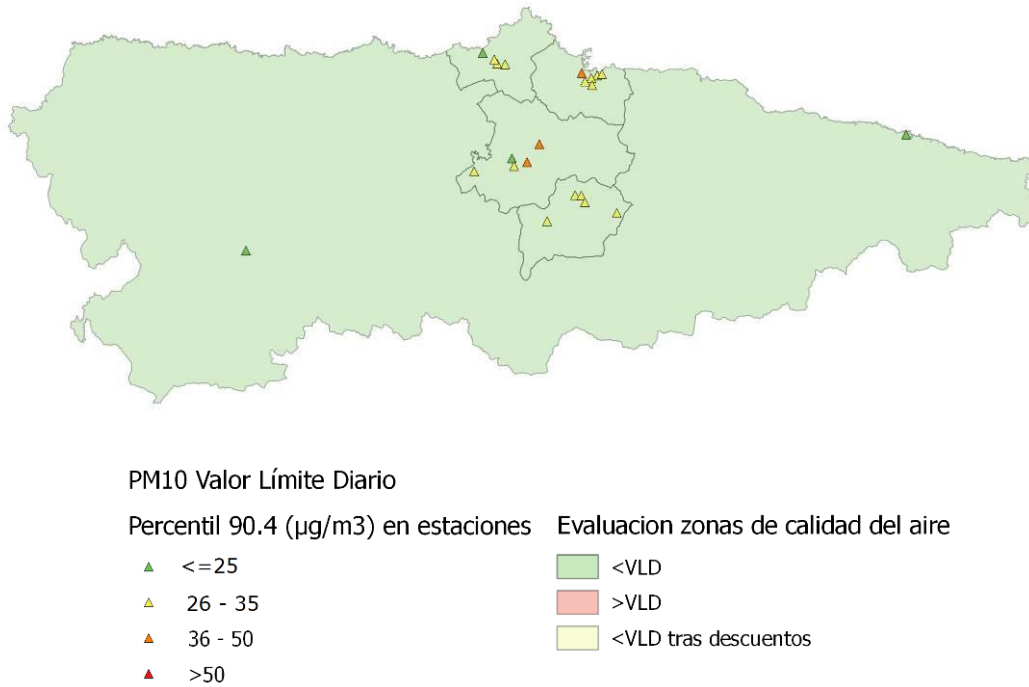 PM10 Valor Límite Diario
Percentil 90.4 (µg/m3) en estaciones
<=25
26 - 35
36 - 50
>50
Evaluacion zonas de calidad del aire
<VLD
>VLD
<VLD tras descuentos